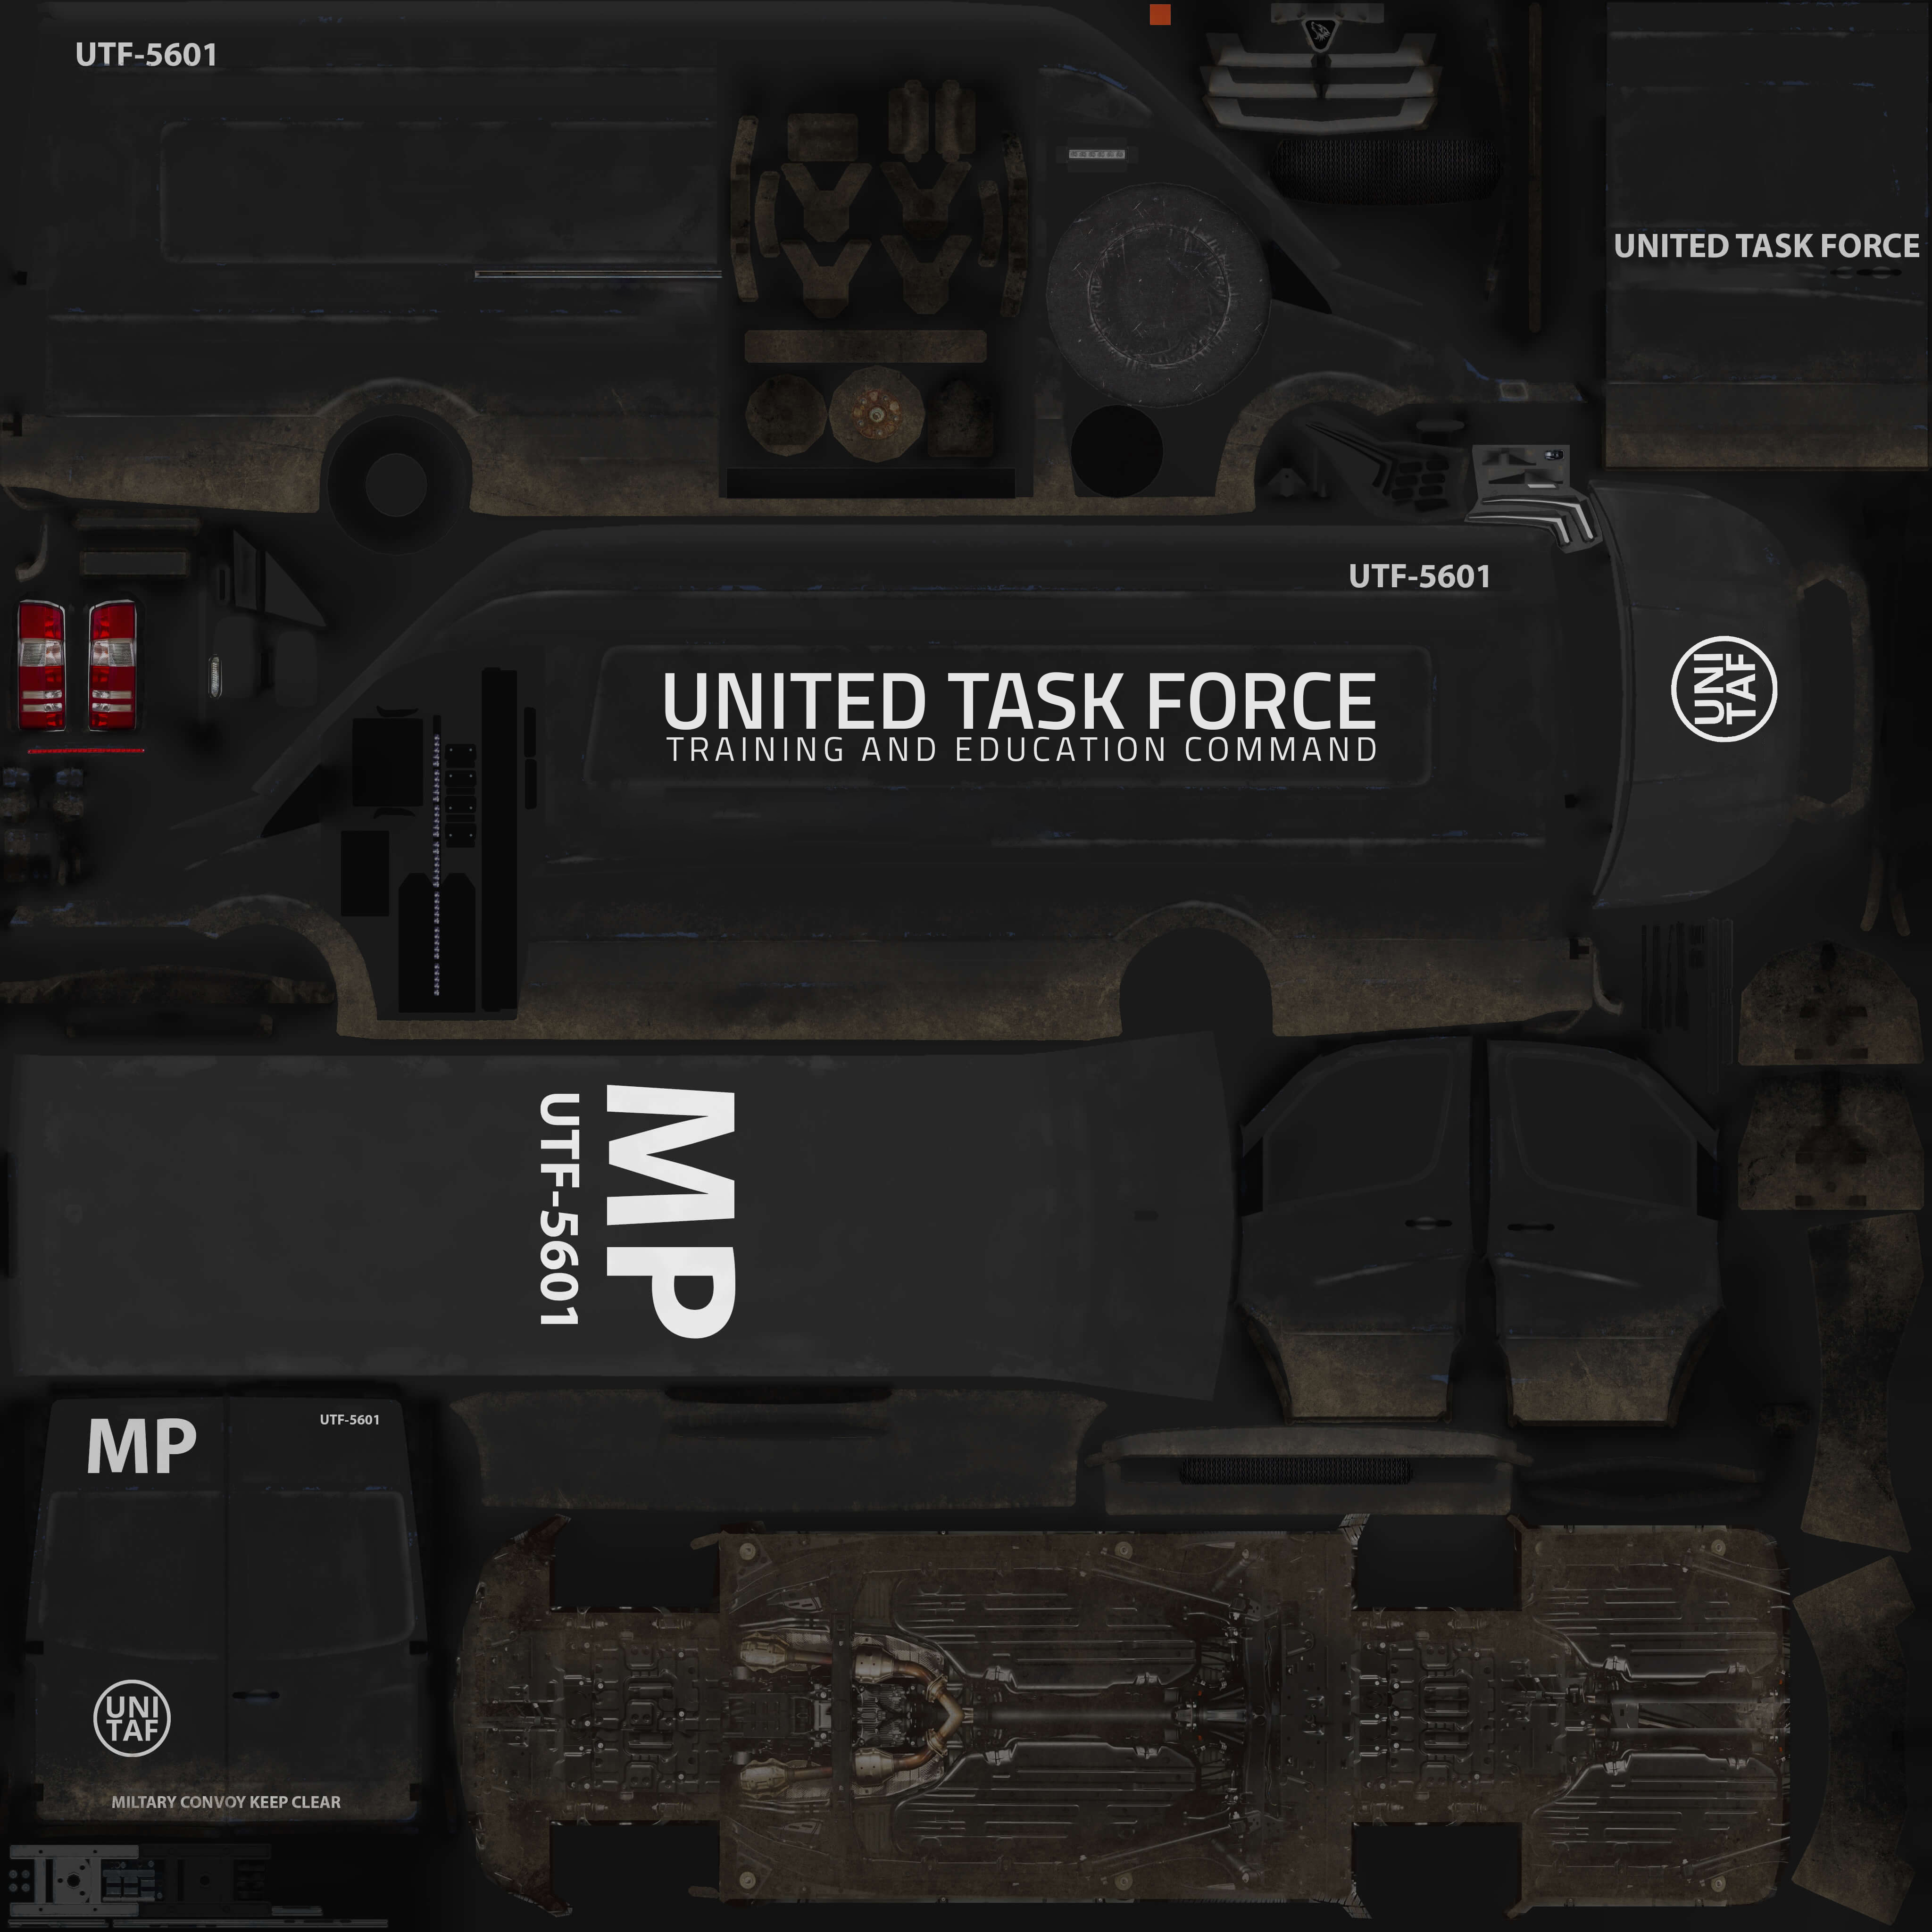 UTF-5601
UNITED TASK FORCE
UTF-5601
UNITED TASK FORCE
TRAINING AND EDUCATION COMMAND
UNI
TAF
MP
UTF-5601
MP
UTF-5601
UNI
TAF
MILTARY CONVOY KEEP CLEAR